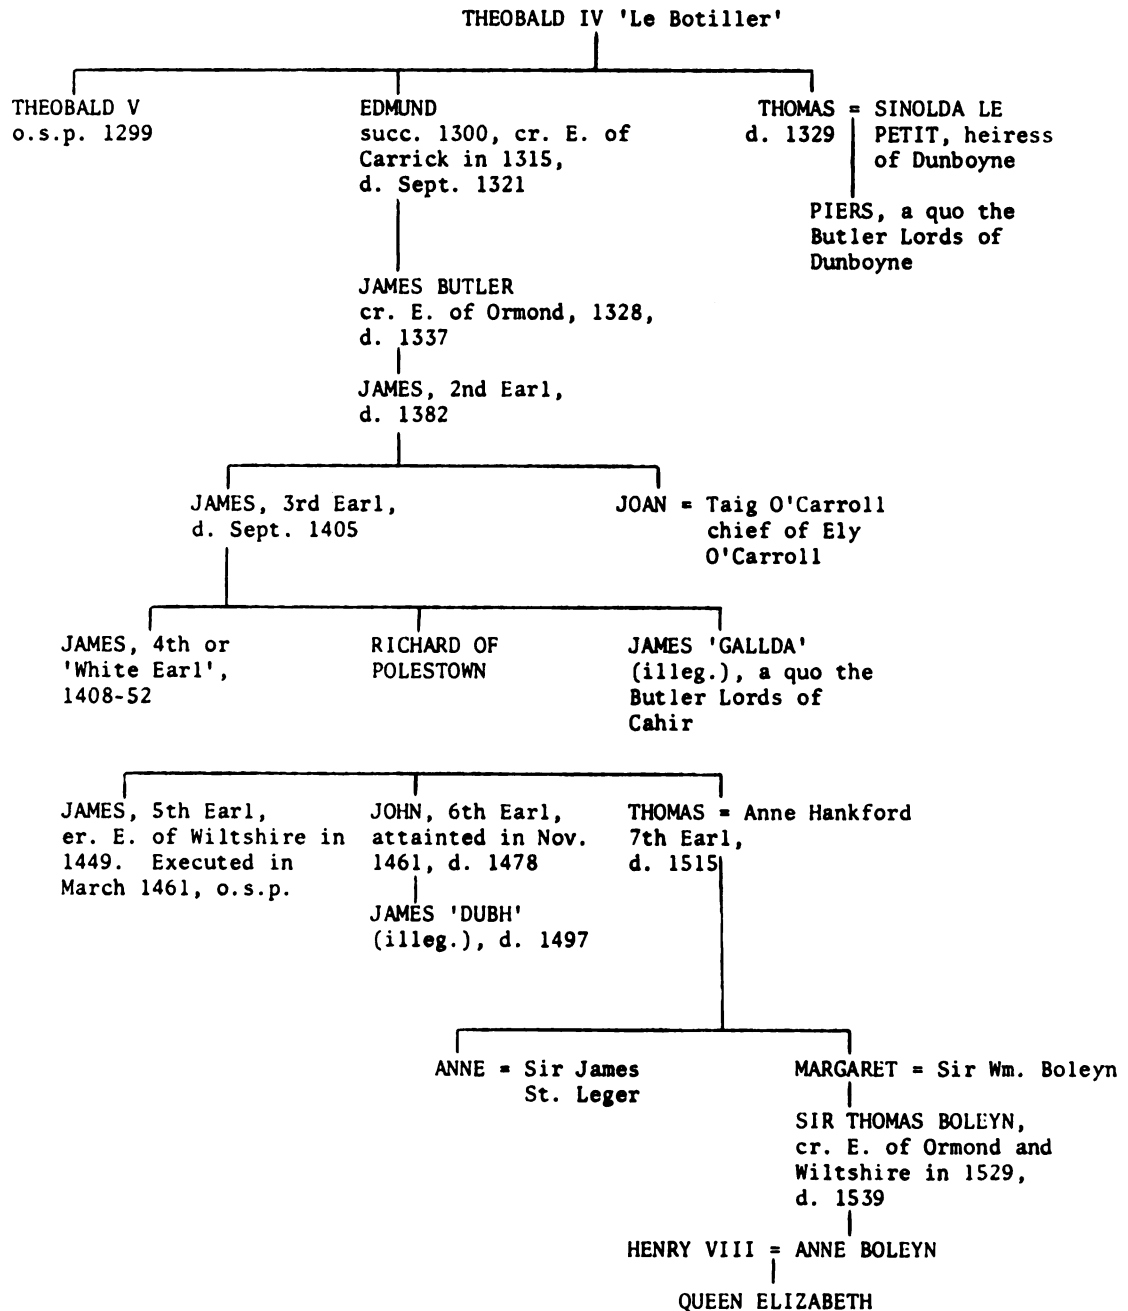 THEOBALD IV 'Le Botiller'
THEOBALD V
o.s.p. 1299
EDMUND
succ. 1300, cr. E. of
Carrick in 1315,
d. Sept. 1321
THOMAS = SINOLDA LE
d. 1329 PETIT, heiress
of Dunboyne
PIERS, a quo the
Butler Lords of
Dunboyne
JAMES BUTLER
cr. E. of Ormond, 1328,
d. 1337
JAMES, 2nd Earl,
d. 1382
JAMES, 3rd Earl,
d. Sept. 1405
JOAN = Taig O'Carroll
chief of Ely
O'Carroll
JAMES, 4th or
'White Earl',
1408-52
RICHARD OF
POLESTOWN
JAMES 'GALLDA'
(illeg.), a quo the
Butler Lords of
Cahir
JAMES, 5th Earl,
er. E. of Wiltshire in
1449. Executed in
March 1461, o.s.p.
JOHN, 6th Earl,
attainted in Nov.
1461, d. 1478
JAMES 'DUBH'
(illeg.), d. 1497
THOMAS = Anne Hankford
7th Earl,
d. 1515
ANNE = Sir James
St. Leger
MARGARET = Sir Wm. Boleyn
SIR THOMAS BOLEYN,
cr. E. of Ormond and
Wiltshire in 1529,
d. 1539
HENRY VIII = ANNE BOLEYN
QUEEN ELIZABETH